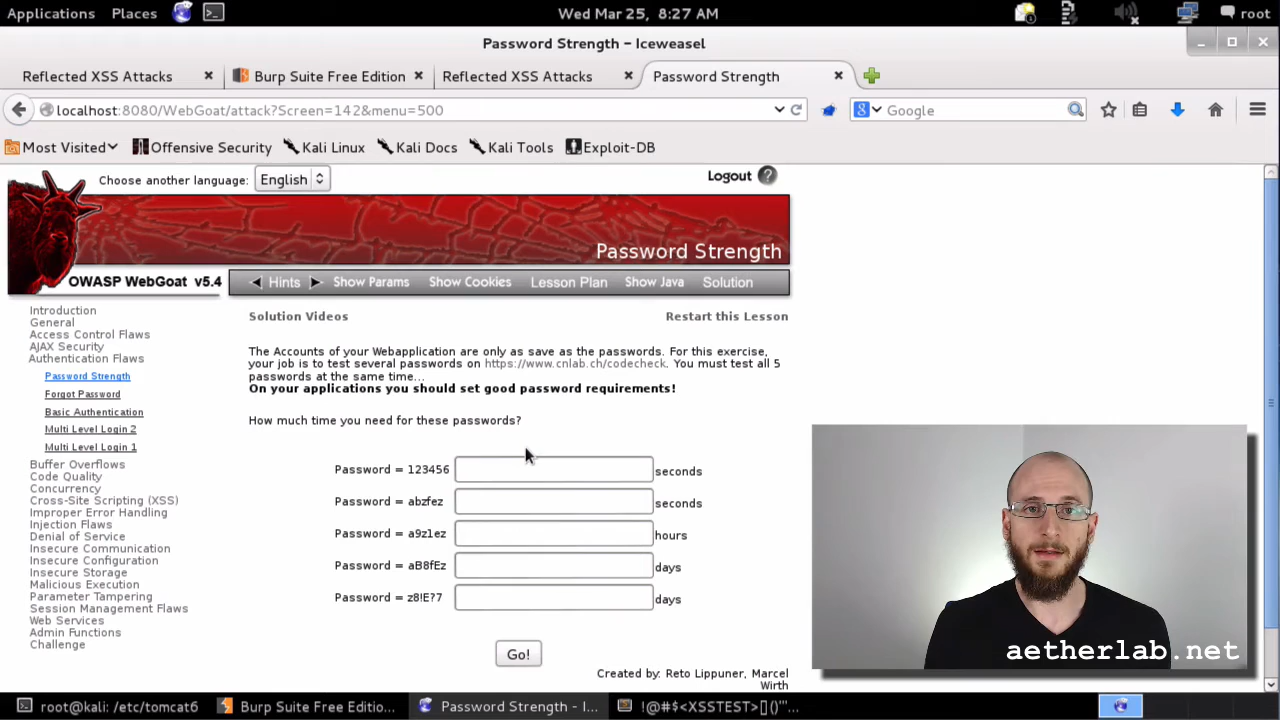 Applications Places Wed Mar 25, 8:27 AM root
Password Strength – Iceweasel
Reflected XSS Attacks Burp Suite Free Edition Reflected XSS Attacks Password Strength
localhost:8080/WebGoat/attack?Screen=142&menu=500 Google
Most Visited Offensive Security Kali Linux Kali Docs Kali Tools Exploit-DB
Choose another language: English Logout ?
Password Strength
OWASP WebGoat v5.4 Hints Show Params Show Cookies Lesson Plan Show Java Solution
Introduction
General
Access Control Flaws
AJAX Security
Authentication Flaws
Password Strength
Forgot Password
Basic Authentication
Multi Level Login 2
Multi Level Login 1
Buffer Overflows
Code Quality
Concurrency
Cross-Site Scripting (XSS)
Improper Error Handling
Injection Flaws
Denial of Service
Insecure Communication
Insecure Configuration
Insecure Storage
Malicious Execution
Parameter Tampering
Session Management Flaws
Web Services
Admin Functions
Challenge
Solution Videos Restart this Lesson
The Accounts of your Webapplication are only as save as the passwords. For this exercise,
your job is to test several passwords on https://www.cnlab.ch/codecheck. You must test all 5
passwords at the same time...
On your applications you should set good password requirements!
How much time you need for these passwords?
Password = 123456 seconds
Password = abzfez seconds
Password = a9z1ez hours
Password = aB8fEz days
Password = z8!E?7 days
Go!
Created by: Reto Lippuner, Marcel
Wirth
aetherlab.net
root@kali: /etc/tomcat6 Burp Suite Free Edition... Password Strength - I... !@#$<XSSTEST>[]()'"...